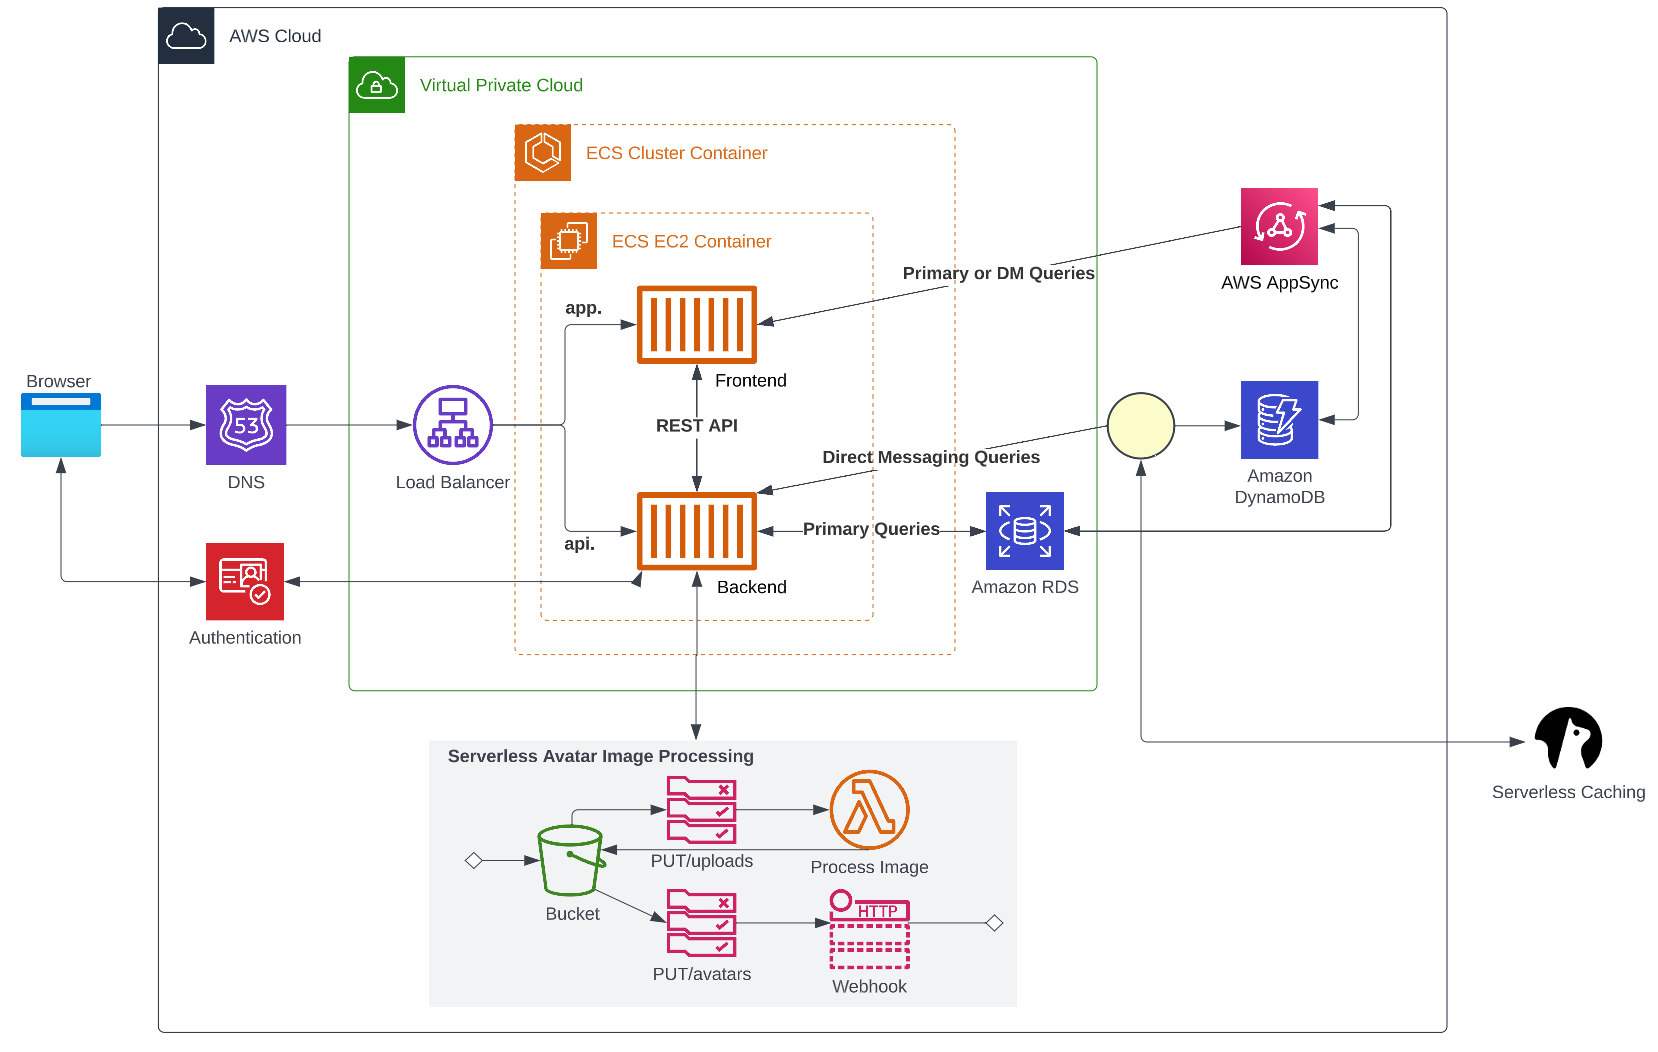 AWS Cloud
Virtual Private Cloud
ECS Cluster Container
ECS EC2 Container
Primary or DM Queries
AWS AppSync
app.
Frontend
Browser
53
DNS
Load Balancer
REST API
Direct Messaging Queries
Amazon
DynamoDB
Primary Queries
api.
Backend
Amazon RDS
Authentication
Serverless Caching
Serverless Avatar Image Processing
PUT/uploads
Process Image
Bucket
HTTP
PUT/avatars
Webhook